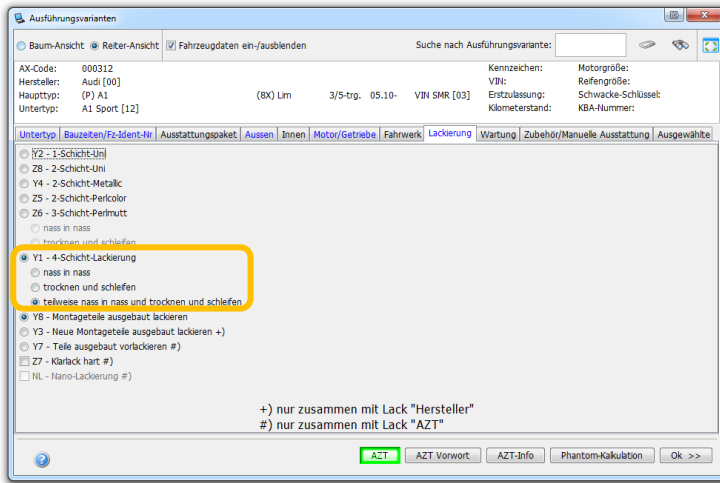 Ausführungsvarianten
Baum-Ansicht Reiter-Ansicht Fahrzeugdaten ein-/ausblenden Suche nach Ausführungsvariante:
AX-Code: 000312 Kennzeichen: Motorgröße:
Hersteller: Audi [00] VIN: Reifengröße:
Haupttyp: (P) A1 (8X) Lim 3/5-trg. 05.10- VIN SMR [03] Erstzulassung: Schwacke-Schlüssel:
Untertyp: A1 Sport [12] Kilometerstand: KBA-Nummer:
Untertyp Bauzeiten/Fz-Ident-Nr Ausstattungspaket Aussen Innen Motor/Getriebe Fahrwerk Lackierung Wartung Zubehör/Manuelle Ausstattung Ausgewählte
Y2 - 1-Schicht-Uni
Z8 - 2-Schicht-Uni
Y4 - 2-Schicht-Metallic
Z5 - 2-Schicht-Perlcolor
Z6 - 3-Schicht-Perlmutt
nass in nass
trocknen und schleifen
Y1 - 4-Schicht-Lackierung
nass in nass
trocknen und schleifen
teilweise nass in nass und trocknen und schleifen
Y8 - Montageteile ausgebaut lackieren
Y3 - Neue Montageteile ausgebaut lackieren +)
Y7 - Teile ausgebaut vorlackieren #)
Z7 - Klarlack hart #)
NL - Nano-Lackierung #)
+) nur zusammen mit Lack "Hersteller"
#) nur zusammen mit Lack "AZT"
AZT AZT Vorwort AZT-Info Phantom-Kalkulation Ok >>